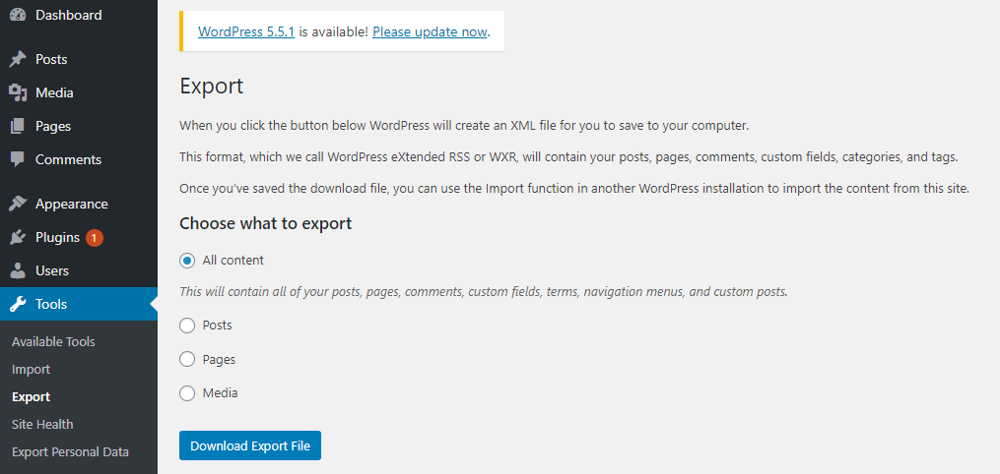 Dashboard
Posts
Media
Pages
Comments
Appearance
Plugins 1
Users
Tools
Available Tools
Import
Export
Site Health
Export Personal Data
WordPress 5.5.1 is available! Please update now.
Export
When you click the button below WordPress will create an XML file for you to save to your computer.
This format, which we call WordPress eXtended RSS or WXR, will contain your posts, pages, comments, custom fields, categories, and tags.
Once you’ve saved the download file, you can use the Import function in another WordPress installation to import the content from this site.
Choose what to export
All content
This will contain all of your posts, pages, comments, custom fields, terms, navigation menus, and custom posts.
Posts
Pages
Media
Download Export File